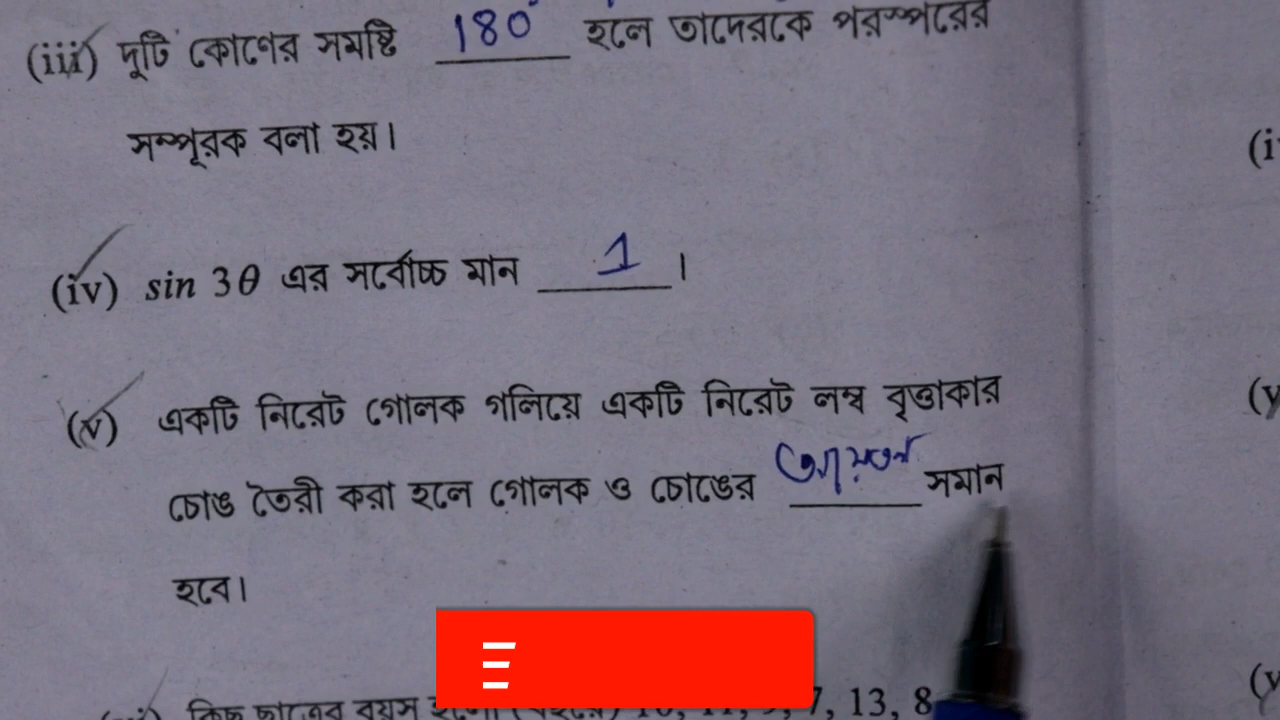 (iii) দুটি কোণের সমষ্টি 180° হলে তাদেরকে পরস্পরের
সম্পূরক বলা হয়।
(iv) sin 3θ এর সর্বোচ্চ মান 1 ।
(v) একটি নিরেট গোলক গলিয়ে একটি নিরেট লম্ব বৃত্তাকার
চোঙ তৈরী করা হলে গোলক ও চোঙের আয়তন সমান
হবে।
কিছু ছাত্রের বয়স 7, 13, 8